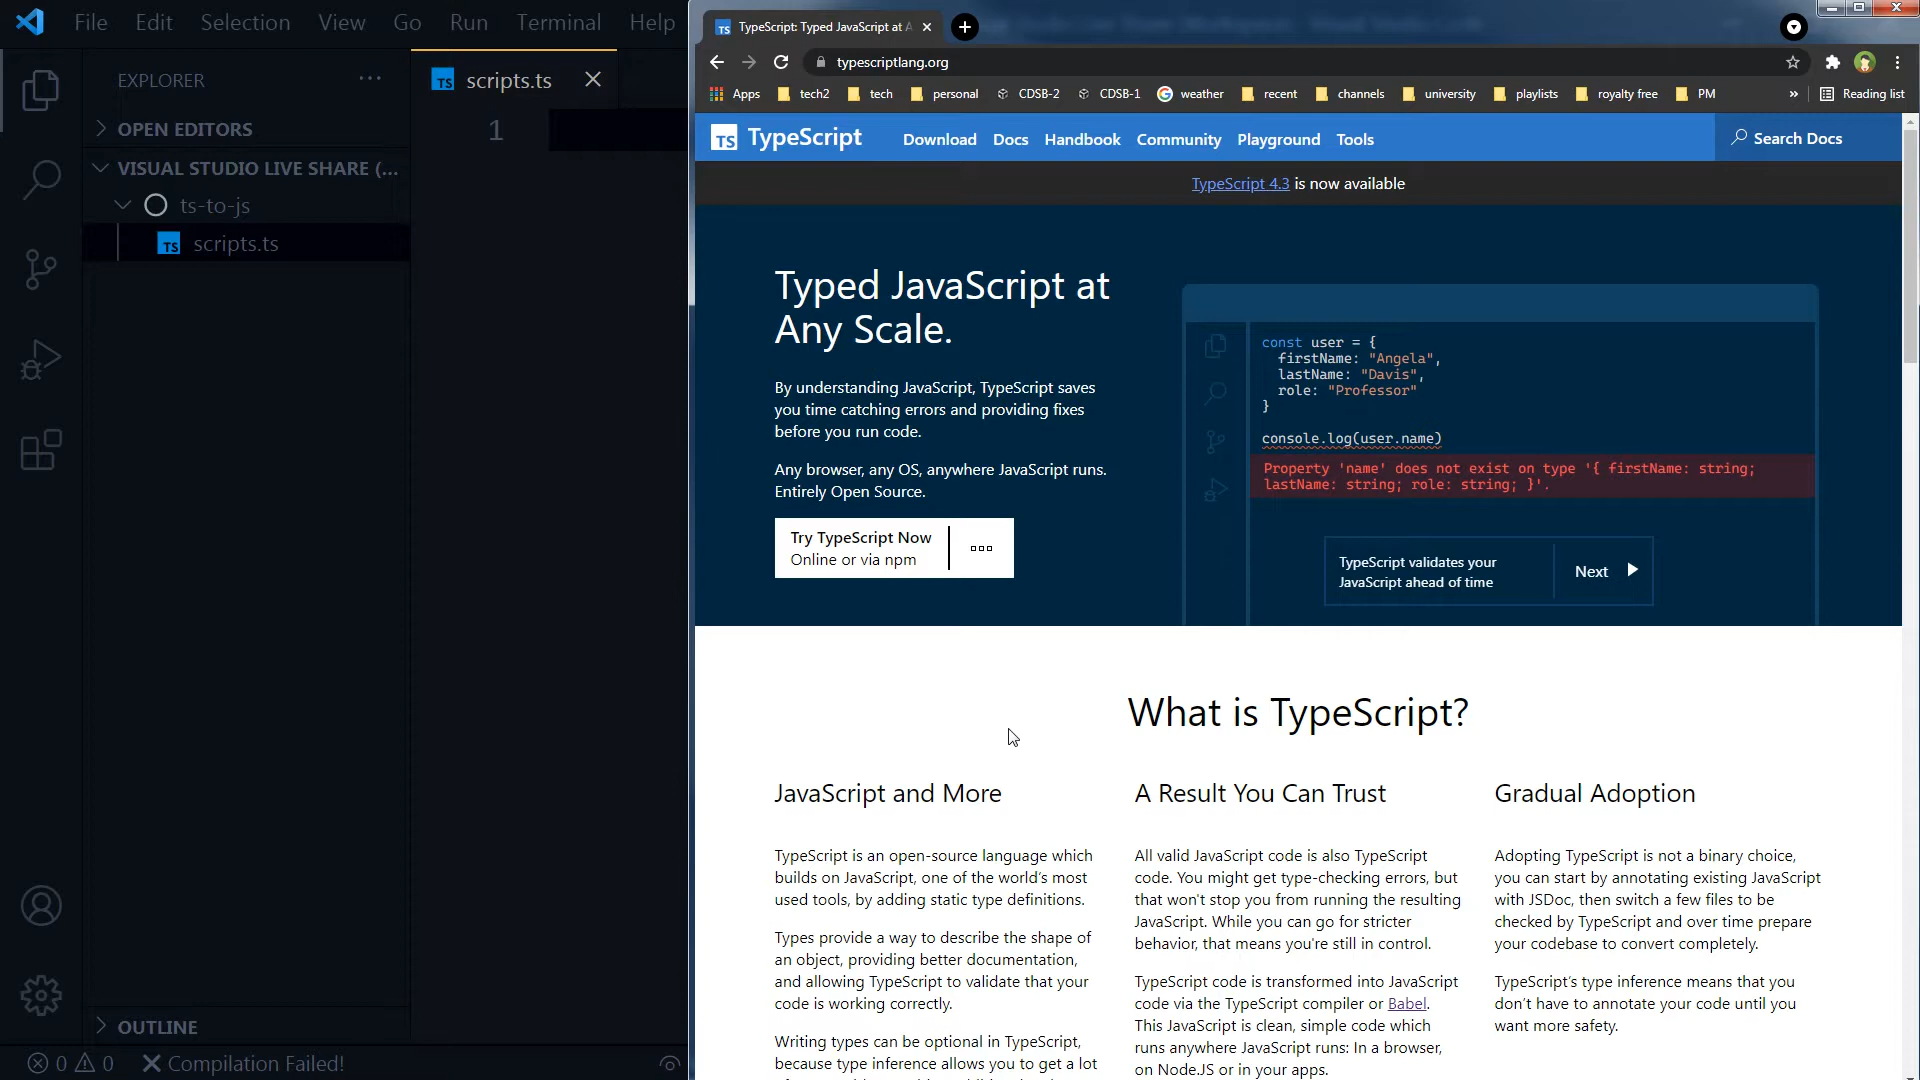 File Edit Selection View Go Run Terminal Help
EXPLORER
OPEN EDITORS
VISUAL STUDIO LIVE SHARE (...
ts-to-js
TS scripts.ts
OUTLINE
0 0 Compilation Failed!
TS scripts.ts
1
TS TypeScript: Typed JavaScript at A
typescriptlang.org
Apps tech2 tech personal CDSB-2 CDSB-1 weather recent channels university playlists royalty free PM » Reading list
TS TypeScript Download Docs Handbook Community Playground Tools Search Docs
TypeScript 4.3 is now available
Typed JavaScript at
Any Scale.
By understanding JavaScript, TypeScript saves
you time catching errors and providing fixes
before you run code.
Any browser, any OS, anywhere JavaScript runs.
Entirely Open Source.
Try TypeScript Now
Online or via npm
const user = {
firstName: "Angela",
lastName: "Davis",
role: "Professor"
}
console.log(user.name)
Property 'name' does not exist on type '{ firstName: string;
lastName: string; role: string; }'.
TypeScript validates your
JavaScript ahead of time
Next
What is TypeScript?
JavaScript and More
TypeScript is an open-source language which
builds on JavaScript, one of the world's most
used tools, by adding static type definitions.
Types provide a way to describe the shape of
an object, providing better documentation,
and allowing TypeScript to validate that your
code is working correctly.
Writing types can be optional in TypeScript,
because type inference allows you to get a lot
A Result You Can Trust
All valid JavaScript code is also TypeScript
code. You might get type-checking errors, but
that won't stop you from running the resulting
JavaScript. While you can go for stricter
behavior, that means you're still in control.
TypeScript code is transformed into JavaScript
code via the TypeScript compiler or Babel.
This JavaScript is clean, simple code which
runs anywhere JavaScript runs: In a browser,
on Node.JS or in your apps.
Gradual Adoption
Adopting TypeScript is not a binary choice,
you can start by annotating existing JavaScript
with JSDoc, then switch a few files to be
checked by TypeScript and over time prepare
your codebase to convert completely.
TypeScript's type inference means that you
don't have to annotate your code until you
want more safety.